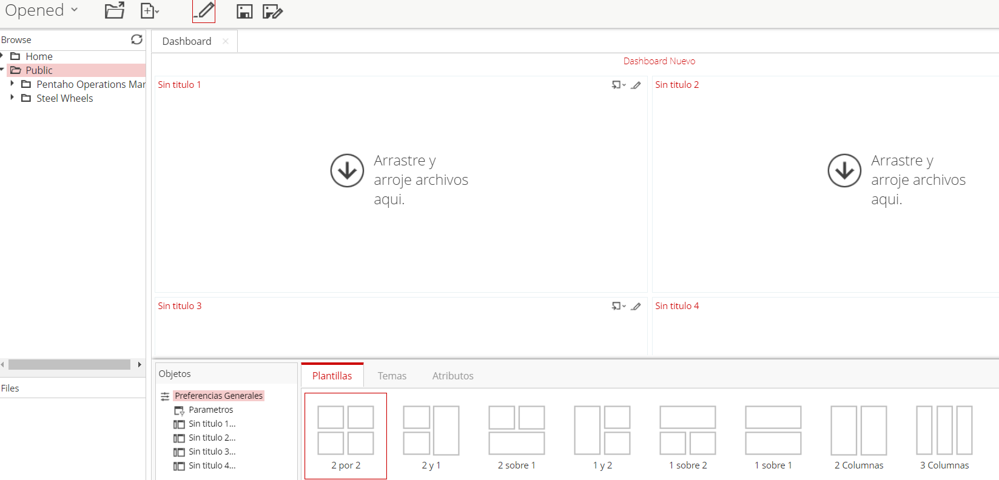 Opened
Browse
Home
Public
Pentaho Operations Mar
Steel Wheels
Files
Dashboard
Dashboard Nuevo
Sin titulo 1
Arrastre y
arroje archivos
aqui.
Sin titulo 2
Arrastre y
arroje archivos
aqui.
Sin titulo 3
Sin titulo 4
Objetos
Preferencias Generales
Parametros
Sin titulo 1...
Sin titulo 2...
Sin titulo 3...
Sin titulo 4...
Plantillas
Temas
Atributos
2 por 2
2 y 1
2 sobre 1
1 y 2
1 sobre 2
1 sobre 1
2 Columnas
3 Columnas